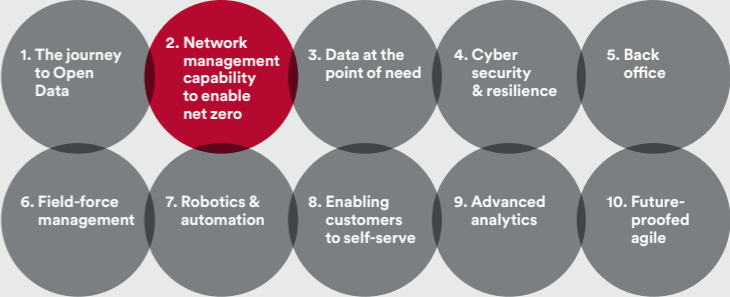 1. The journey
to Open
Data
2. Network
management
capability
to enable
net zero
3. Data at the
point of need
4. Cyber
security
& resilience
5. Back
office
6. Field-force
management
7. Robotics &
automation
8. Enabling
customers
to self-serve
9. Advanced
analytics
10. Future-
proofed
agile